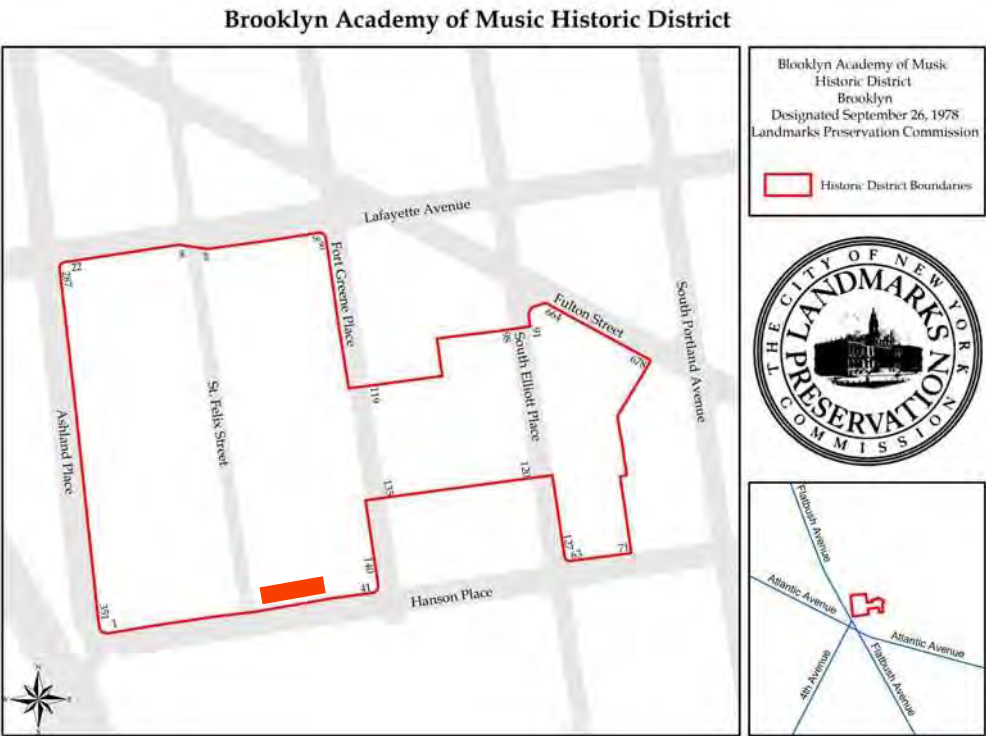 Brooklyn Academy of Music Historic District
Lafayette Avenue
22
287
Fort Greene Place
Fulton Street
664
678
91
98
South Elliott Place
South Portland Avenue
119
St. Felix Street
Ashland Place
120
135
127
71
140
41
Hanson Place
351
1
Blooklyn Academy of Music
Historic District
Brooklyn
Designated September 26, 1978
Landmarks Preservation Commission
Historic District Boundaries
THE CITY OF NEW YORK
LANDMARKS
PRESERVATION
COMMISSION
Flatbush Avenue
Atlantic Avenue
Atlantic Avenue
4th Avenue
Flatbush Avenue